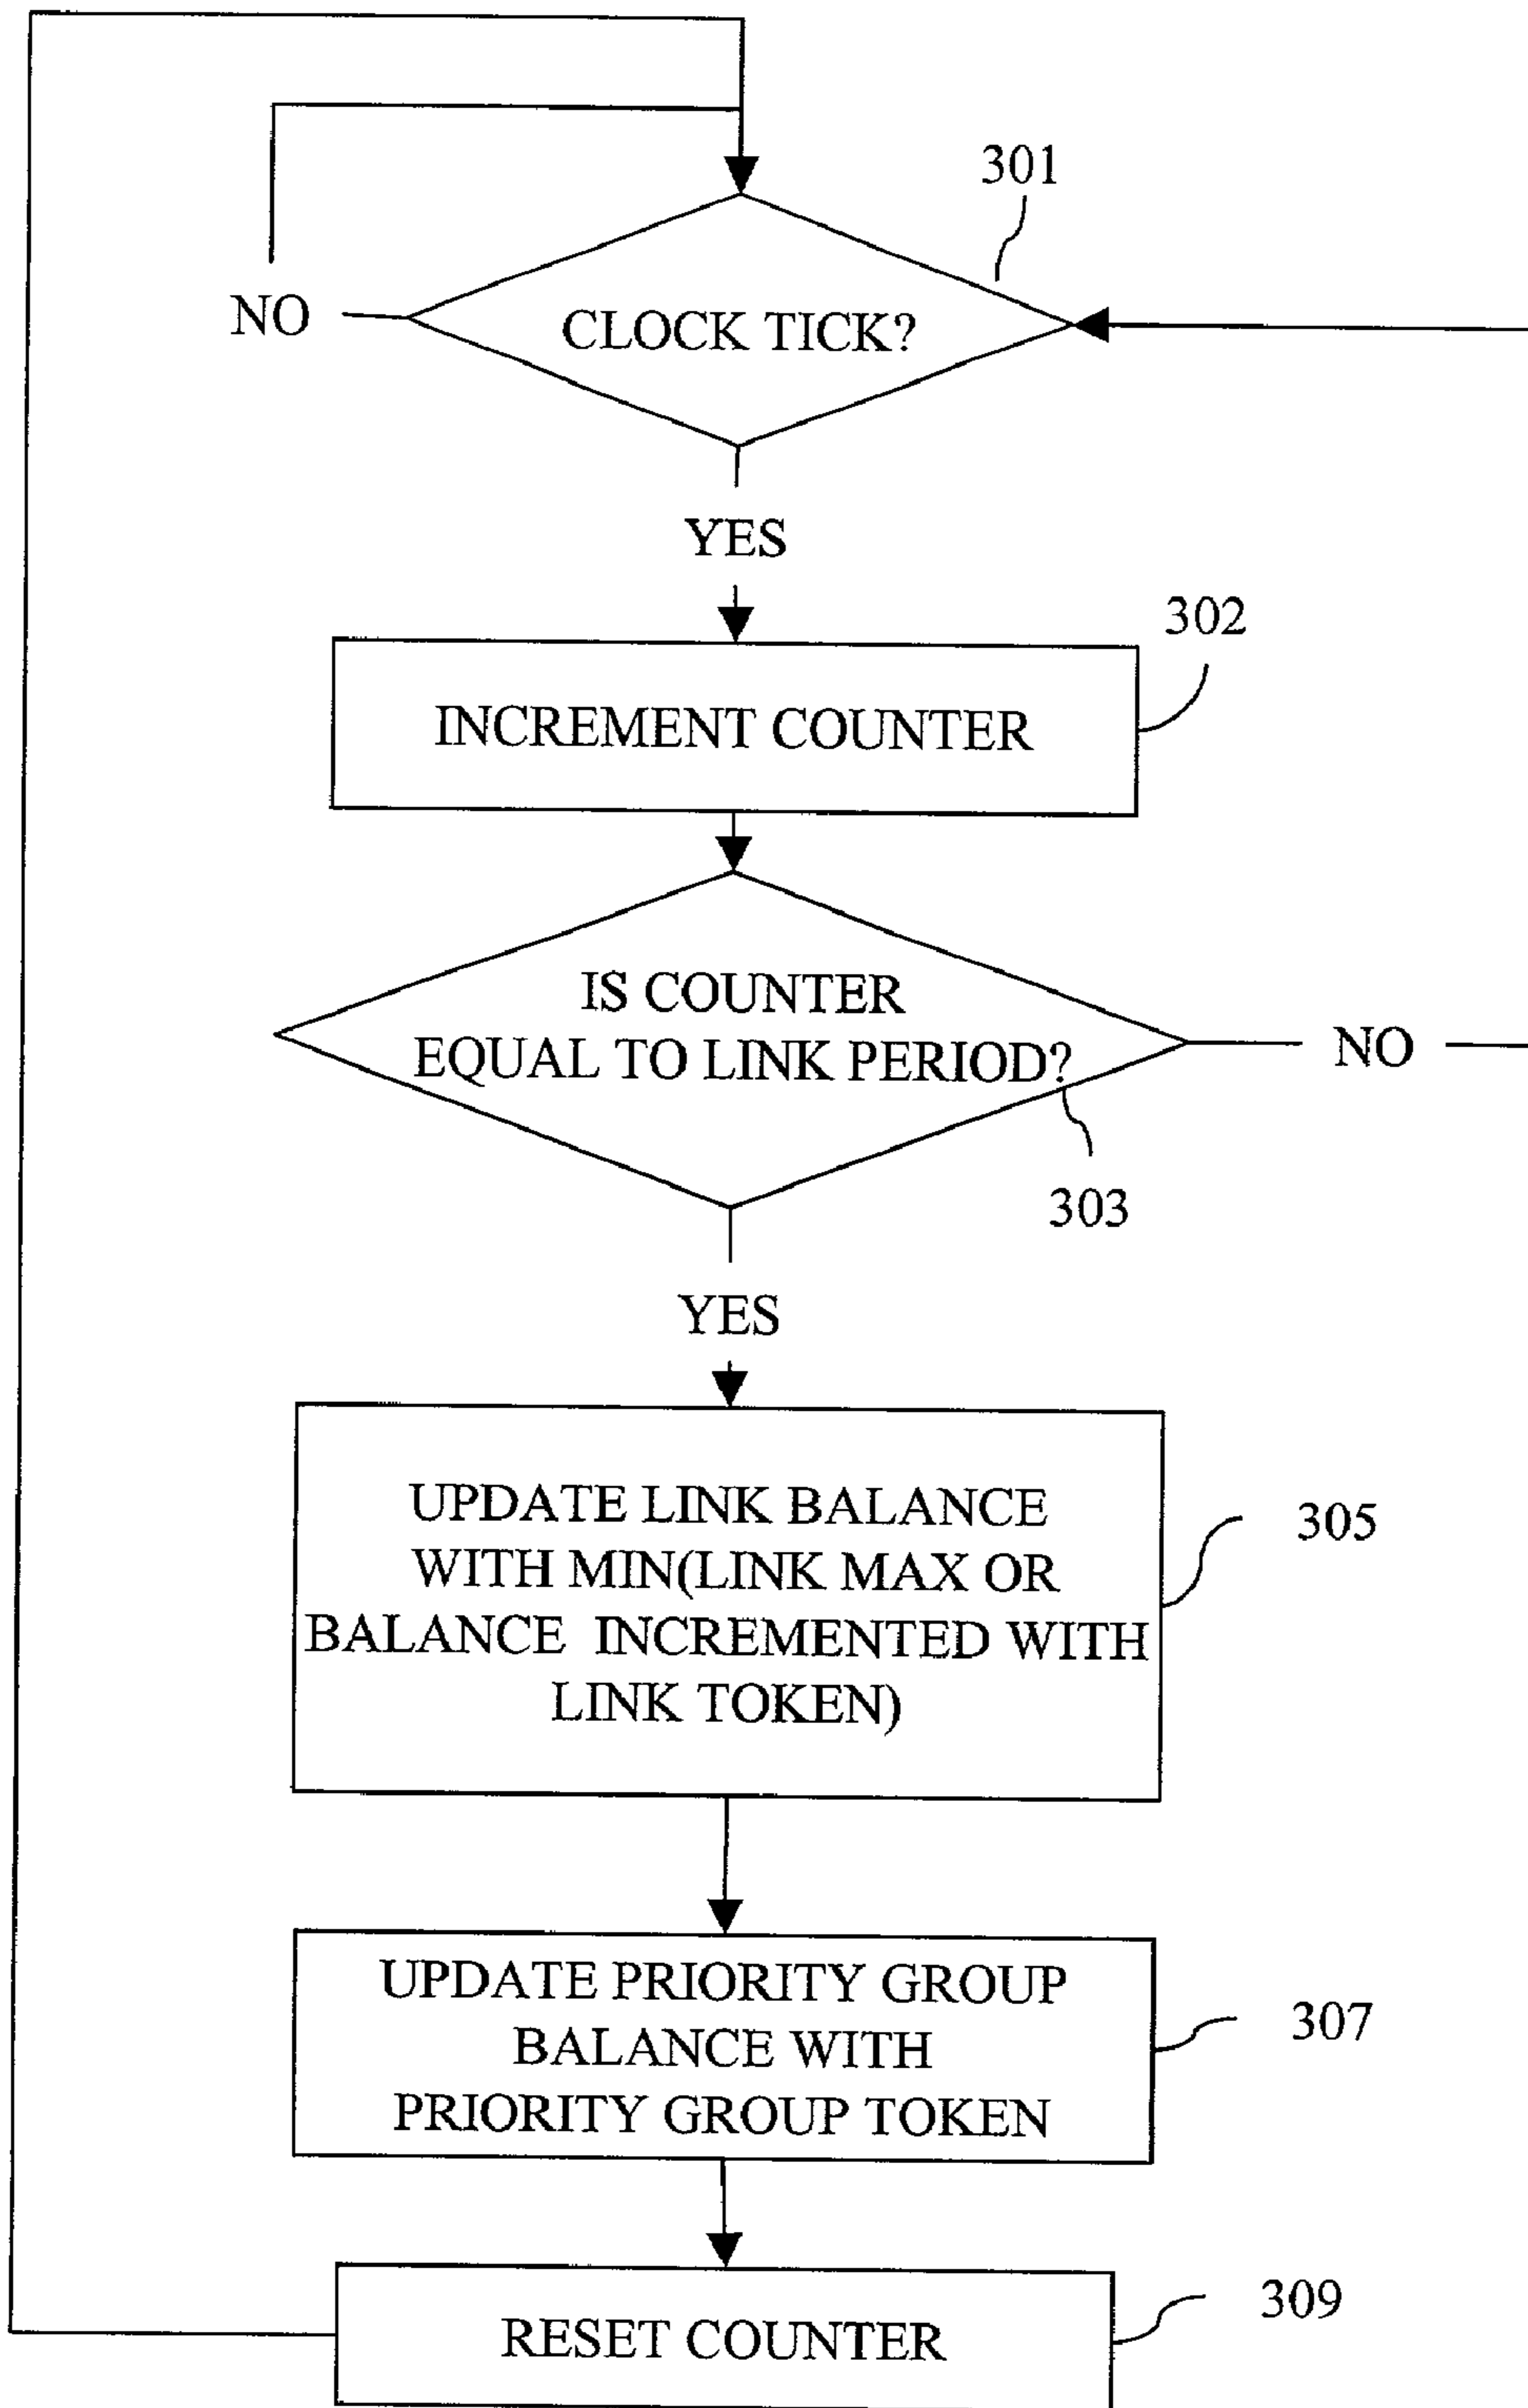 301
CLOCK TICK?
NO
YES
302
INCREMENT COUNTER
IS COUNTER
EQUAL TO LINK PERIOD?
NO
303
YES
UPDATE LINK BALANCE
WITH MIN(LINK MAX OR
BALANCE INCREMENTED WITH
LINK TOKEN)
305
UPDATE PRIORITY GROUP
BALANCE WITH
PRIORITY GROUP TOKEN
307
RESET COUNTER
309